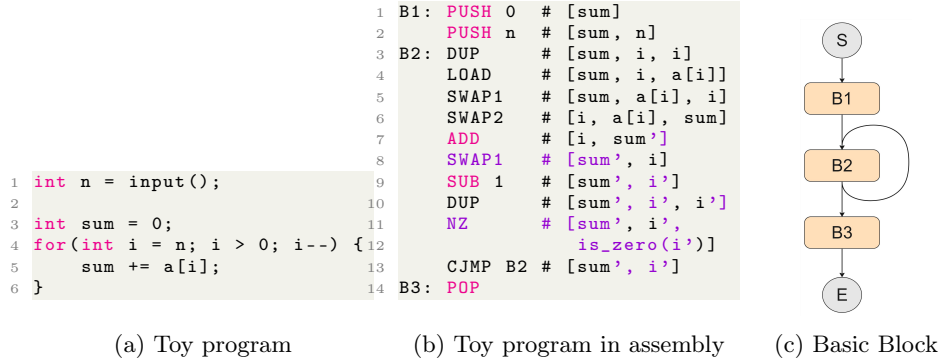 1 int n = input();
2
3 int sum = 0;
4 for(int i = n; i > 0; i--) {
5 sum += a[i];
6 }
(a) Toy program
1 B1: PUSH 0 # [sum]
2 PUSH n # [sum, n]
3 B2: DUP # [sum, i, i]
4 LOAD # [sum, i, a[i]]
5 SWAP1 # [sum, a[i], i]
6 SWAP2 # [i, a[i], sum]
7 ADD # [i, sum']
8 SWAP1 # [sum', i]
9 SUB 1 # [sum', i']
10 DUP # [sum', i', i']
11 NZ # [sum', i',
12 is_zero(i')]
13 CJMP B2 # [sum', i']
14 B3: POP
(b) Toy program in assembly
S
B1
B2
B3
E
(c) Basic Block